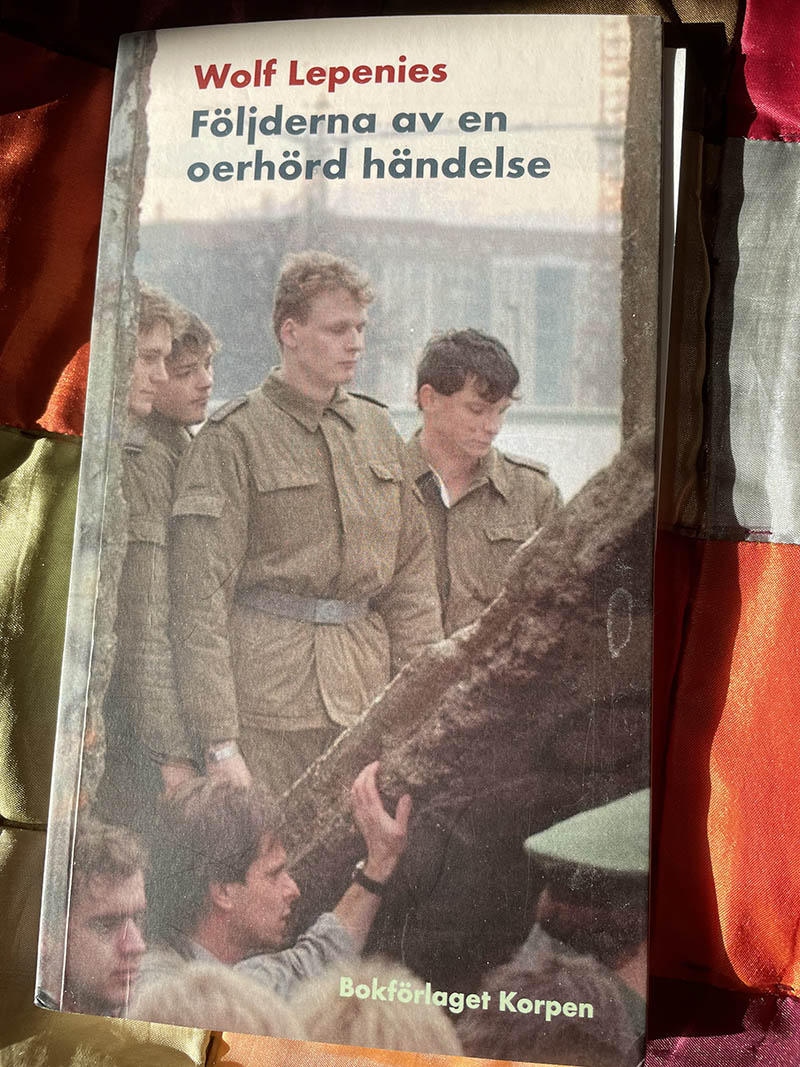 Wolf Lepenies
Följderna av en
oerhörd händelse
Bokförlaget Korpen